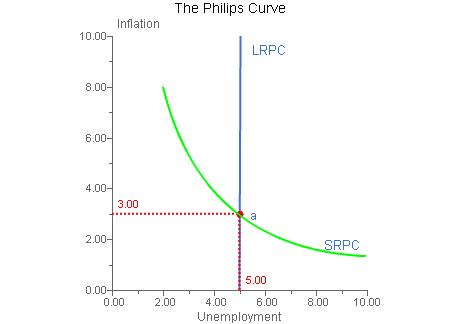 The Philips Curve
Inflation
10.00
LRPC
8.00
6.00
4.00
3.00
a
2.00
SRPC
5.00
0.00
0.00 2.00 4.00 6.00 8.00 10.00
Unemployment